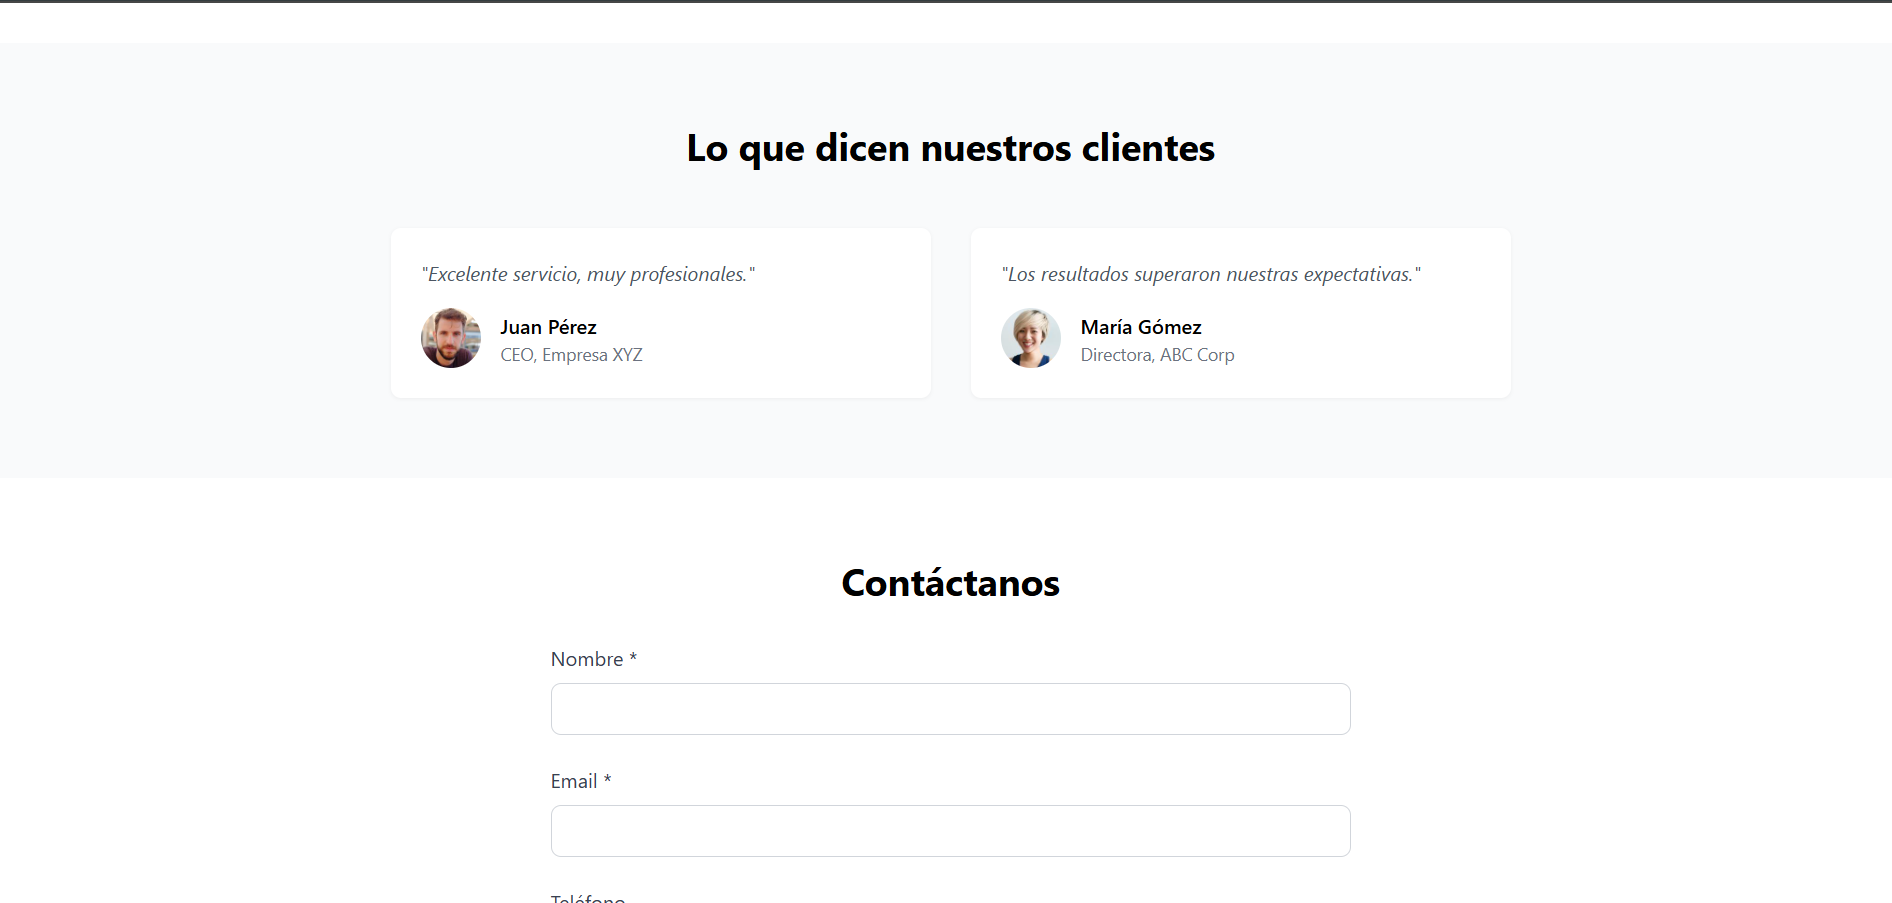 Lo que dicen nuestros clientes
"Excelente servicio, muy profesionales."
Juan Pérez
CEO, Empresa XYZ
"Los resultados superaron nuestras expectativas."
María Gómez
Directora, ABC Corp
Contáctanos
Nombre *
Email *
Teléfono